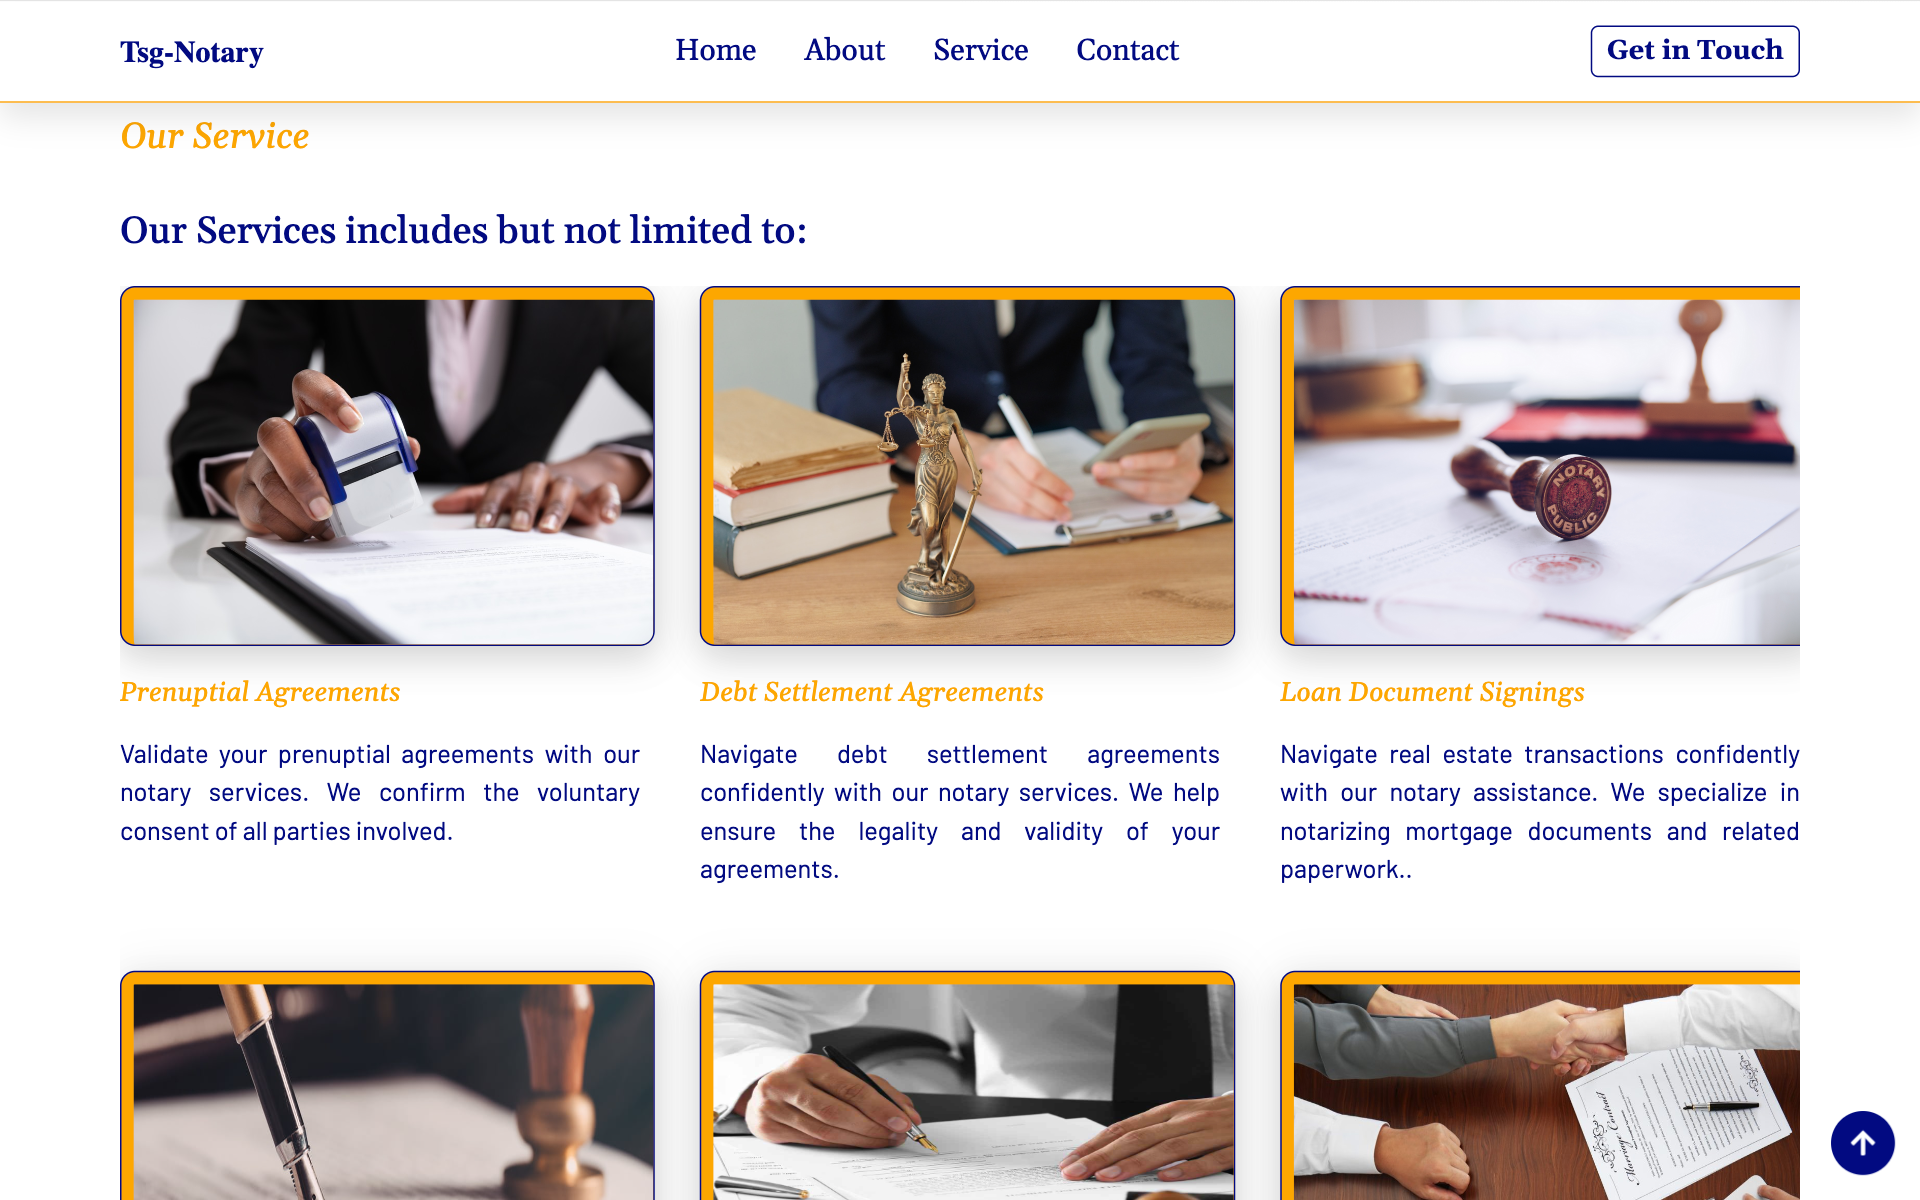 Tsg-Notary
Home
About
Service
Contact
Get in Touch
Our Service
Our Services includes but not limited to:
NOTARY
PUBLIC
Prenuptial Agreements
Validate your prenuptial agreements with our
notary services. We confirm the voluntary
consent of all parties involved.
Debt Settlement Agreements
Navigate debt settlement agreements
confidently with our notary services. We help
ensure the legality and validity of your
agreements.
Loan Document Signings
Navigate real estate transactions confidently
with our notary assistance. We specialize in
notarizing mortgage documents and related
paperwork..
Marriage Contract